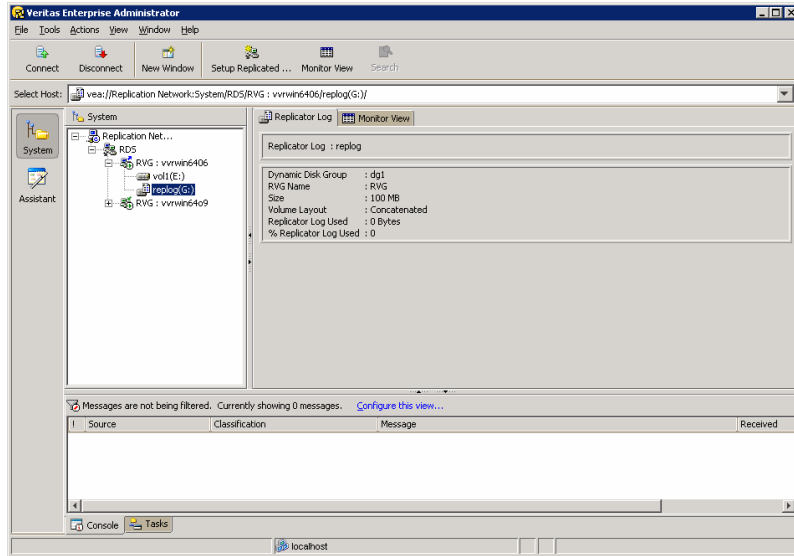 Veritas Enterprise Administrator
File Tools Actions View Window Help
Connect Disconnect New Window Setup Replicated ... Monitor View Search
Select Host: vea://Replication Network:System/RDS/RVG : vvrwin6406/replog(G:)/
System
Assistant
System
Replication Net...
RDS
RVG : vvrwin6406
vol1(E:)
replog(G:)
RVG : vvrwin64o9
Replicator Log Monitor View
Replicator Log : replog
Dynamic Disk Group : dg1
RVG Name : RVG
Size : 100 MB
Volume Layout : Concatenated
Replicator Log Used : 0 Bytes
% Replicator Log Used : 0
Messages are not being filtered. Currently showing 0 messages. Configure this view...
! Source Classification Message Received
Console Tasks
localhost